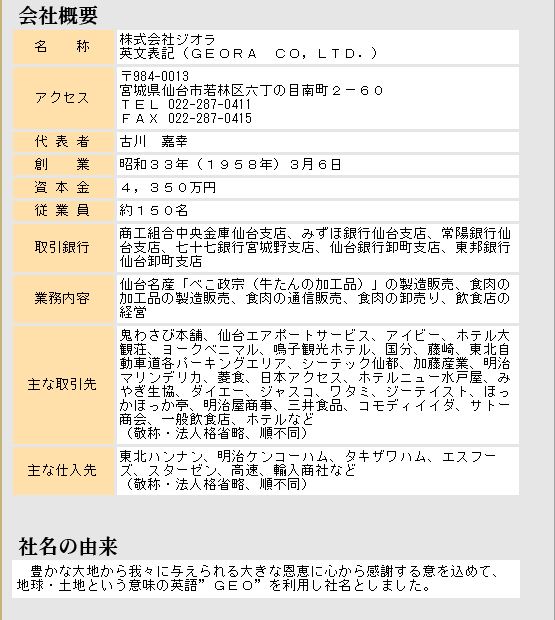 会社概要
名　　称
株式会社ジオラ
英文表記（ＧＥＯＲＡ　ＣＯ，ＬＴＤ．）
アクセス
〒984-0013
宮城県仙台市若林区六丁の目南町２－６０
ＴＥＬ 022-287-0411
ＦＡＸ 022-287-0415
代 表 者
古川　嘉幸
創　　業
昭和３３年（１９５８年）３月６日
資 本 金
４，３５０万円
従 業 員
約１５０名
取引銀行
商工組合中央金庫仙台支店、みずほ銀行仙台支店、常陽銀行仙
台支店、七十七銀行宮城野支店、仙台銀行卸町支店、東邦銀行
仙台卸町支店
業務内容
仙台名産「べこ政宗（牛たんの加工品）」の製造販売、食肉の
加工品の製造販売、食肉の通信販売、食肉の卸売り、飲食店の
経営
主な取引先
鬼わさび本舗、仙台エアポートサービス、アイビー、ホテル大
観荘、ヨークベニマル、鳴子観光ホテル、国分、藤崎、東北自
動車道各パーキングエリア、シーテック仙都、加藤産業、明治
マリンデリカ、菱食、日本アクセス、ホテルニュー水戸屋、み
やぎ生協、ダイエー、ジャスコ、ワタミ、ジーテイスト、ほっ
かほっか亭、明治屋商事、三井食品、コモディイイダ、サトー
商会、一般飲食店、ホテルなど
（敬称・法人格省略、順不同）
主な仕入先
東北ハンナン、明治ケンコーハム、タキザワハム、エスフー
ズ、スターゼン、高速、輸入商社など
（敬称・法人格省略、順不同）
社名の由来
　豊かな大地から我々に与えられる大きな恩恵に心から感謝する意を込めて、
地球・土地という意味の英語”ＧＥＯ”を利用し社名としました。